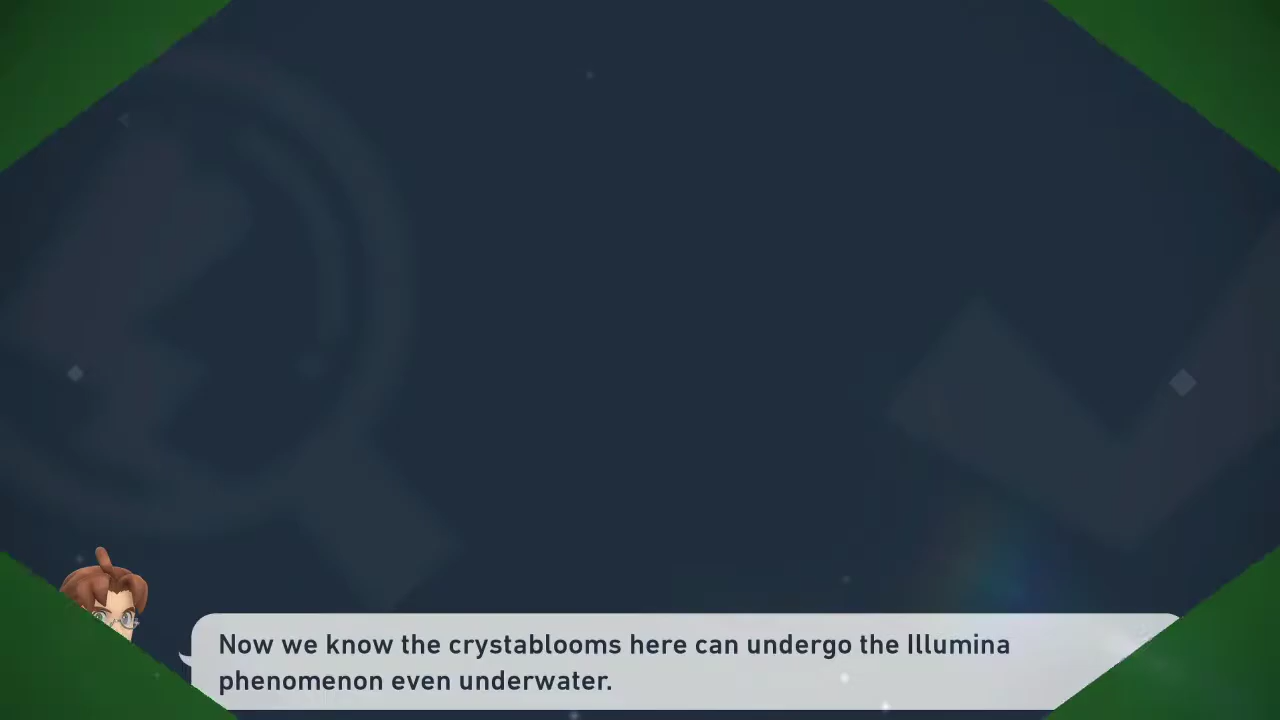 Now we know the crystablooms here can undergo the Illumina
phenomenon even underwater.